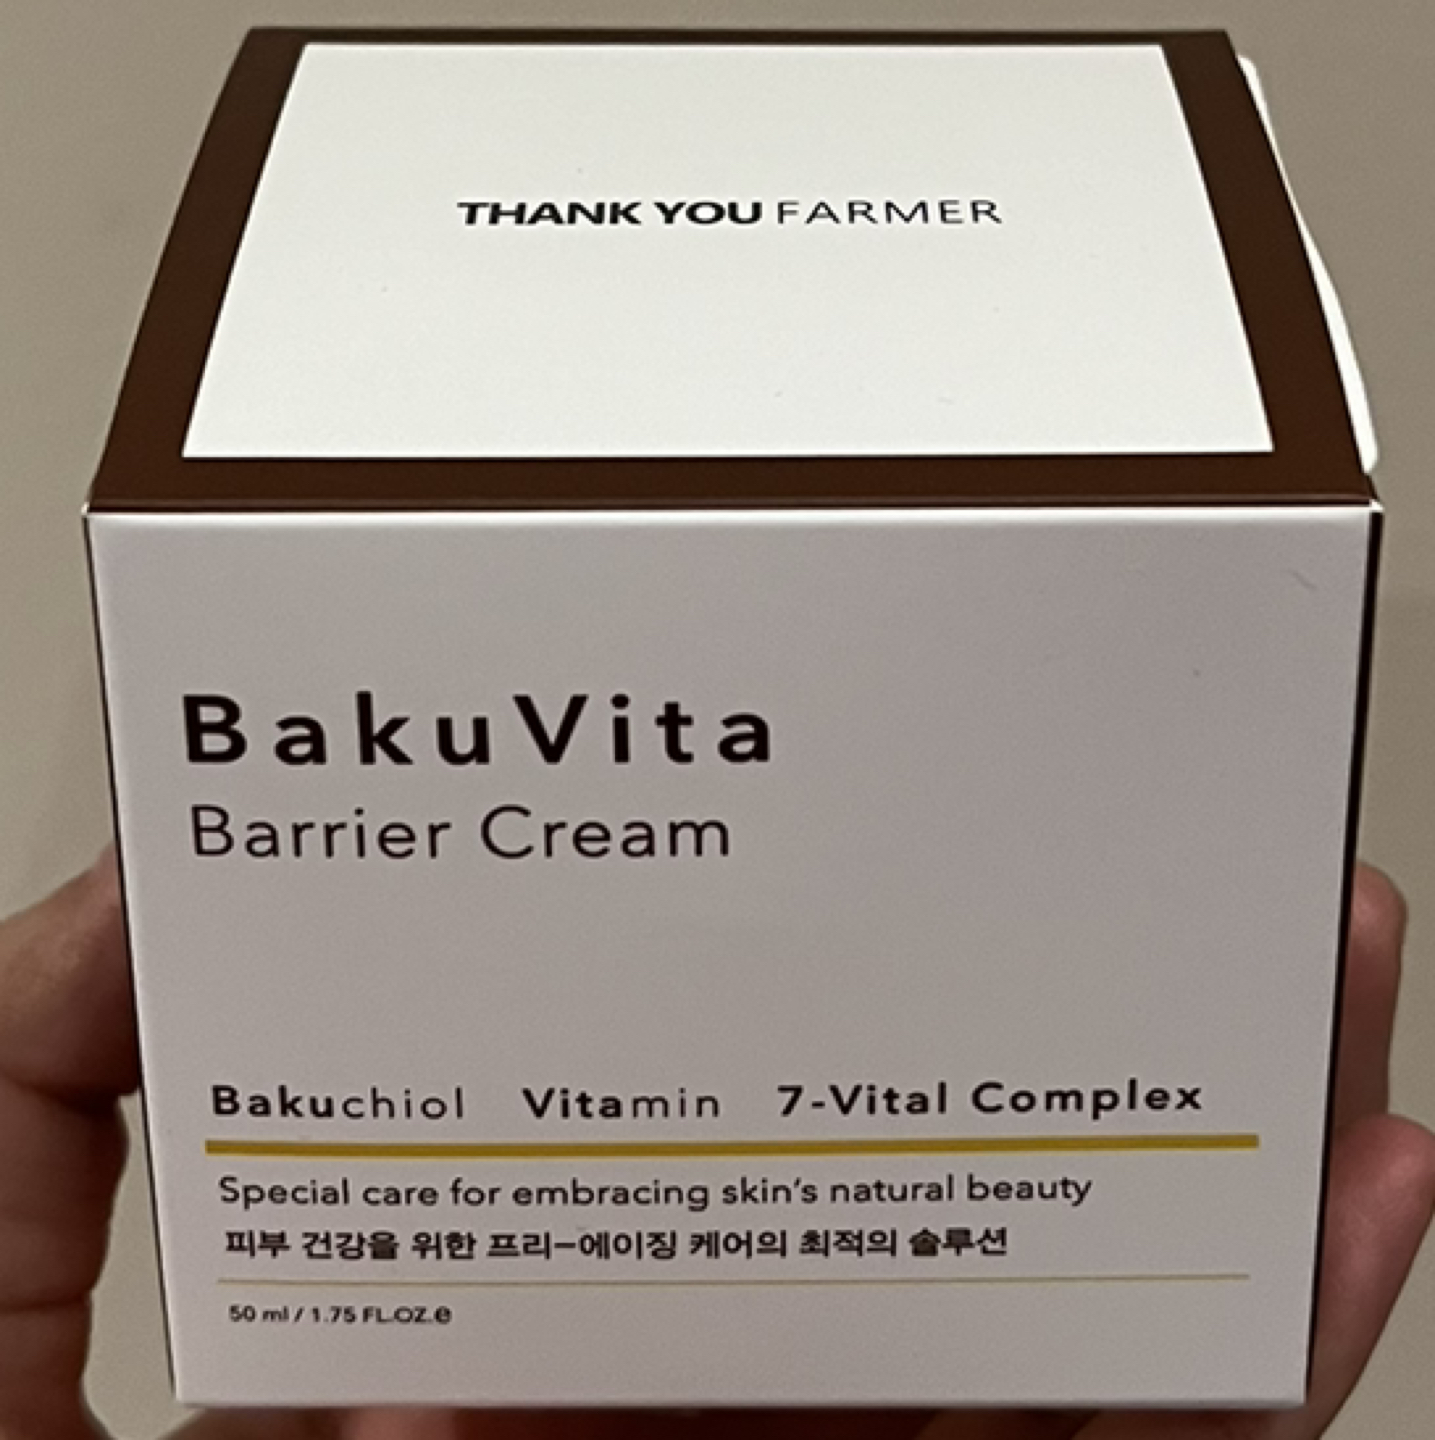 THANK YOU FARMER
BakuVita
Barrier Cream
Bakuchiol Vitamin 7-Vital Complex
Special care for embracing skin's natural beauty
피부 건강을 위한 프리-에이징 케어의 최적의 솔루션
50 ml / 1.75 FL.OZ.e